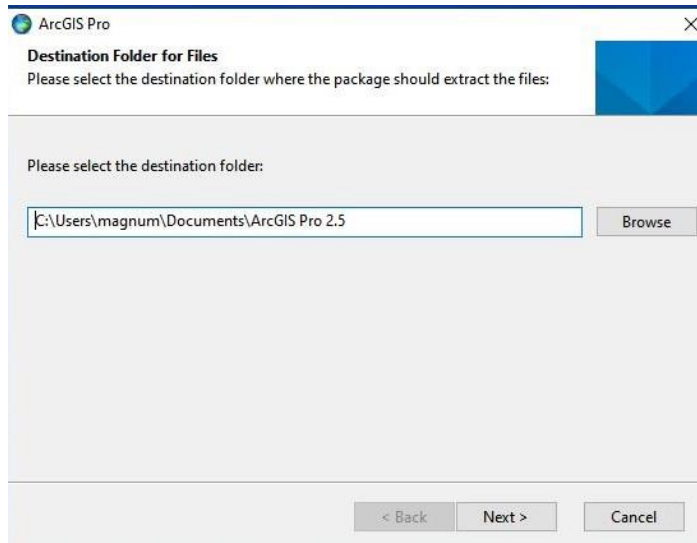 ArcGIS Pro
Destination Folder for Files
Please select the destination folder where the package should extract the files:
Please select the destination folder:
C:\Users\magnum\Documents\ArcGIS Pro 2.5
Browse
< Back
Next >
Cancel